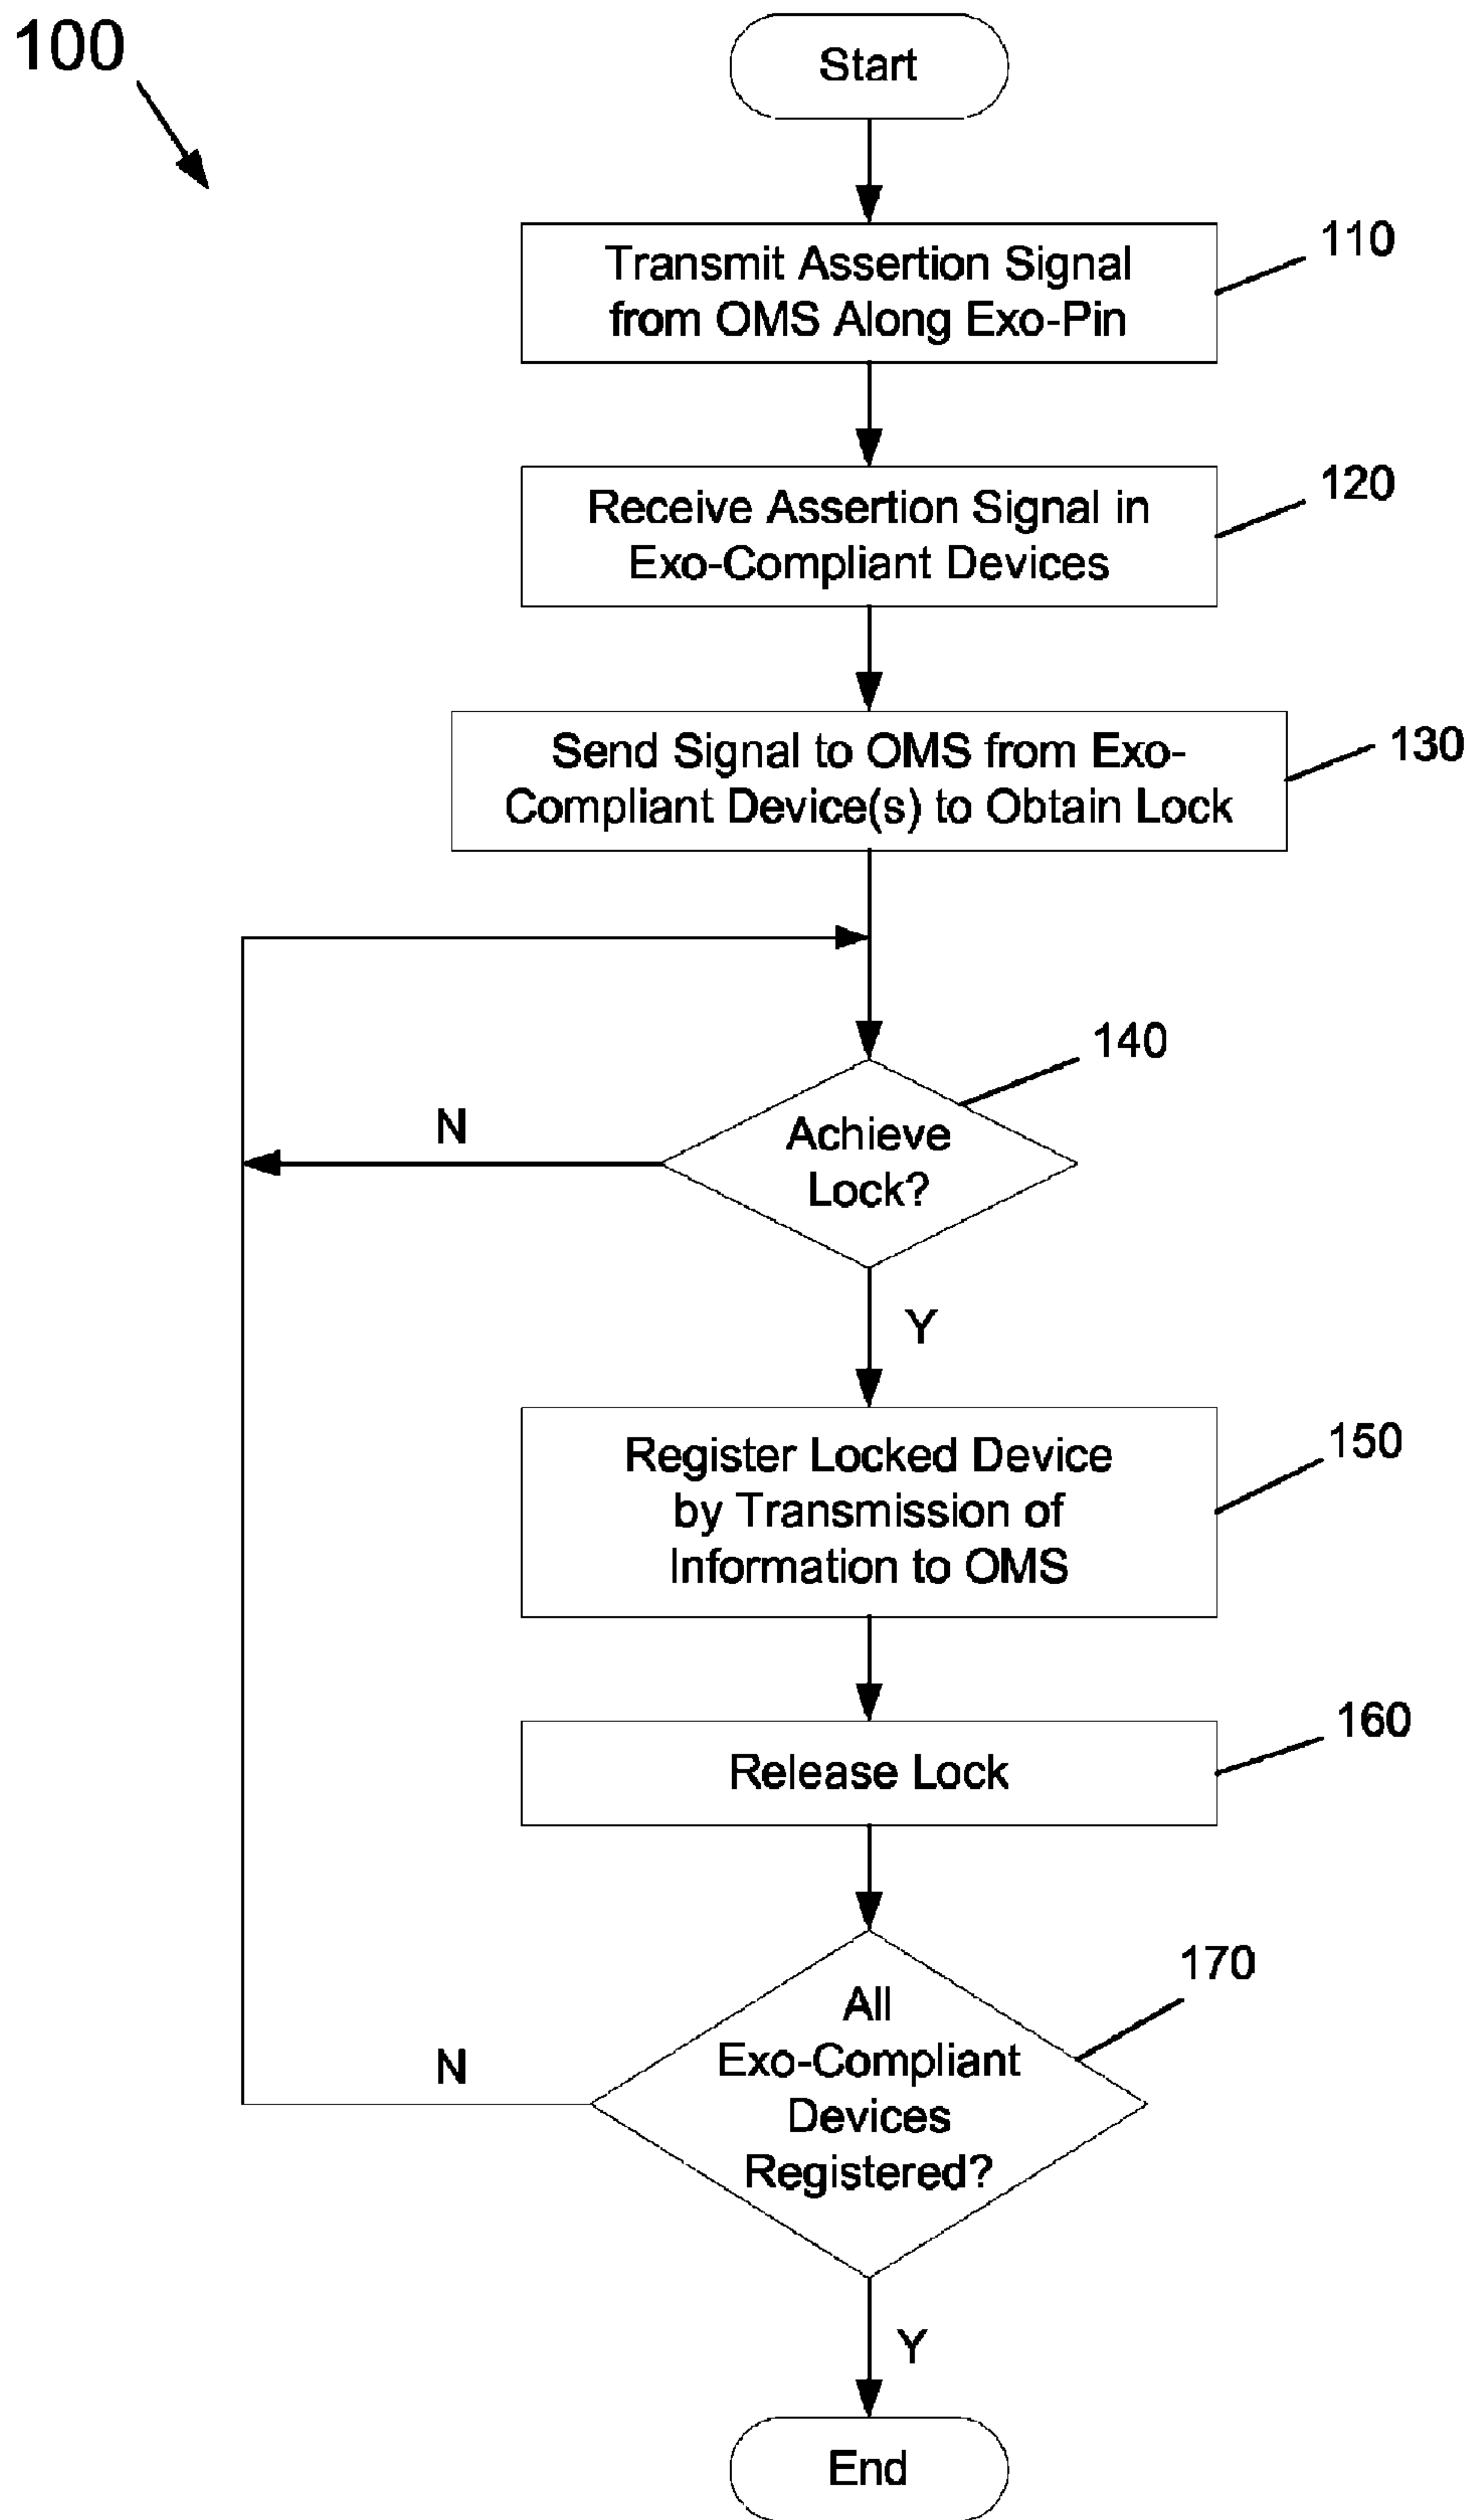 100
Start
Transmit Assertion Signal
from OMS Along Exo-Pin
110
Receive Assertion Signal in
Exo-Compliant Devices
120
Send Signal to OMS from Exo-
Compliant Device(s) to Obtain Lock
130
140
Achieve
Lock?
N
Y
Register Locked Device
by Transmission of
Information to OMS
150
Release Lock
160
All
Exo-Compliant
Devices
Registered?
170
N
Y
End